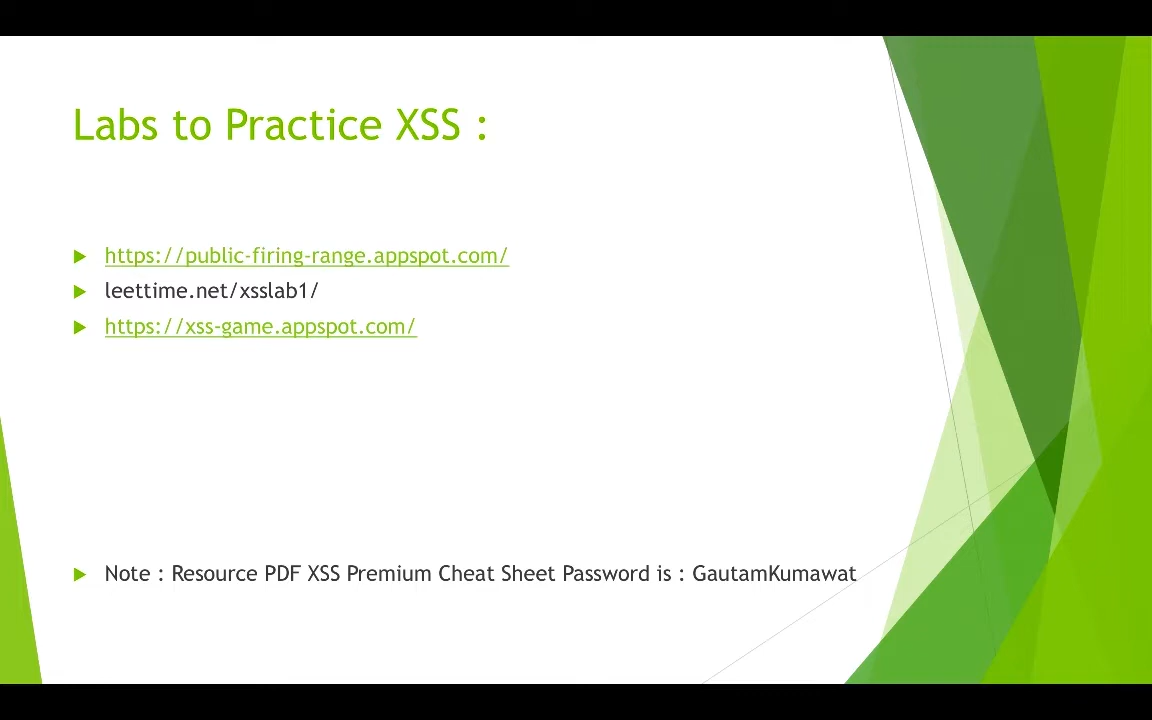 Labs to Practice XSS :
https://public-firing-range.appspot.com/
leettime.net/xsslab1/
https://xss-game.appspot.com/
Note : Resource PDF XSS Premium Cheat Sheet Password is : GautamKumawat